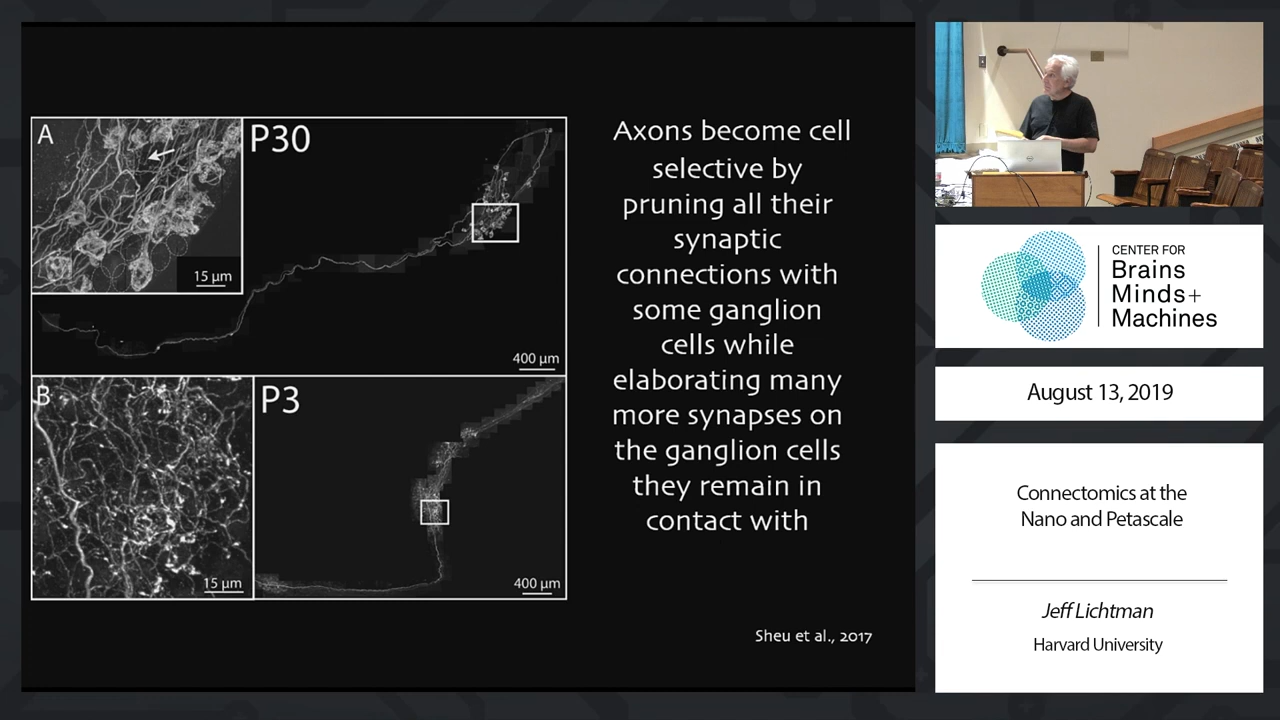 A
P30
15 µm
400 µm
B
P3
15 µm
400 µm
Axons become cell
selective by
pruning all their
synaptic
connections with
some ganglion
cells while
elaborating many
more synapses on
the ganglion cells
they remain in
contact with
Sheu et al., 2017
CENTER FOR
Brains
Minds+
Machines
August 13, 2019
Connectomics at the
Nano and Petascale
Jeff Lichtman
Harvard University